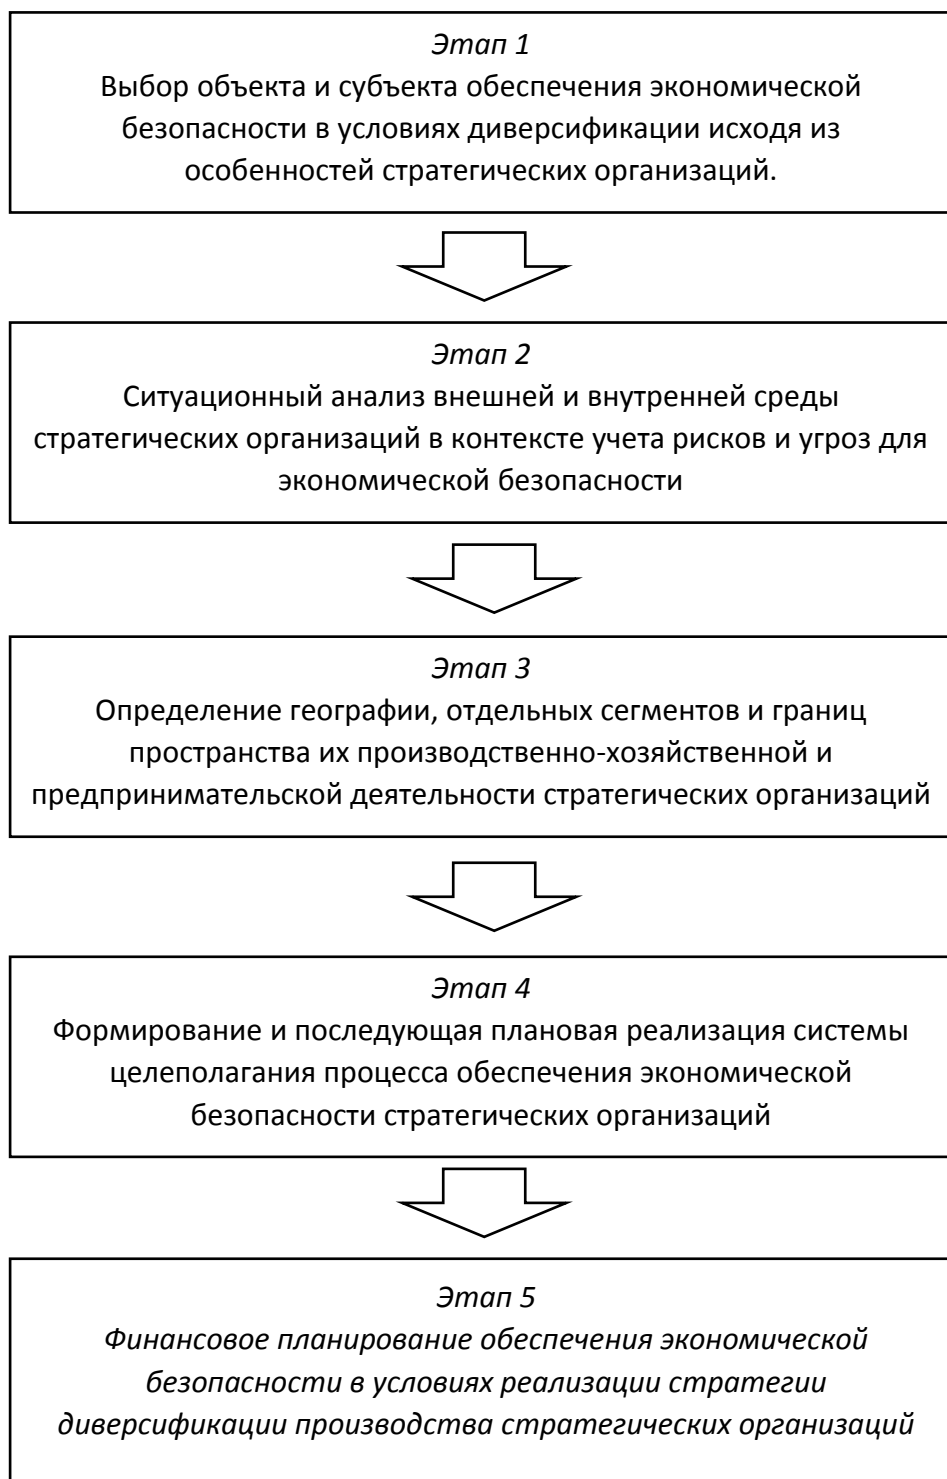 Этап 1
Выбор объекта и субъекта обеспечения экономической
безопасности в условиях диверсификации исходя из
особенностей стратегических организаций.
Этап 2
Ситуационный анализ внешней и внутренней среды
стратегических организаций в контексте учета рисков и угроз для
экономической безопасности
Этап 3
Определение географии, отдельных сегментов и границ
пространства их производственно-хозяйственной и
предпринимательской деятельности стратегических организаций
Этап 4
Формирование и последующая плановая реализация системы
целеполагания процесса обеспечения экономической
безопасности стратегических организаций
Этап 5
Финансовое планирование обеспечения экономической
безопасности в условиях реализации стратегии
диверсификации производства стратегических организаций